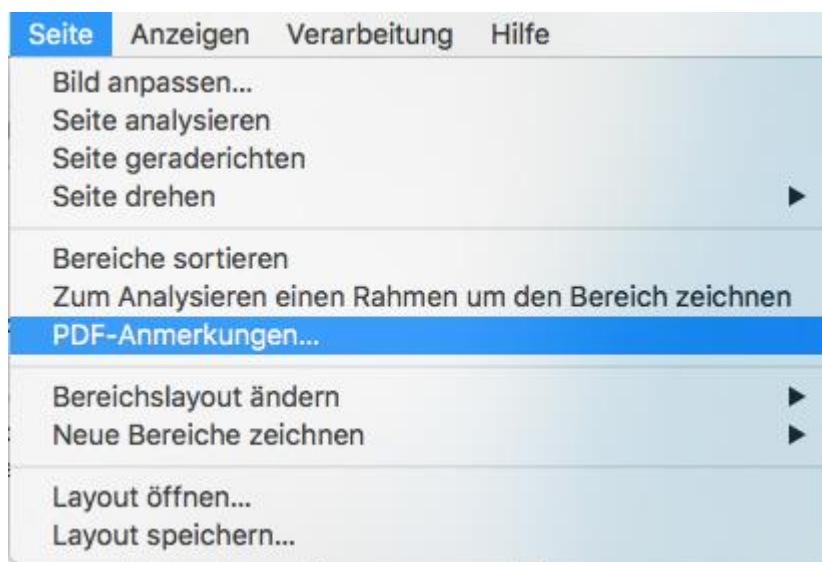 Seite Anzeigen Verarbeitung Hilfe
Bild anpassen...
Seite analysieren
Seite geraderichten
Seite drehen
Bereiche sortieren
Zum Analysieren einen Rahmen um den Bereich zeichnen
PDF-Anmerkungen...
Bereichslayout ändern
Neue Bereiche zeichnen
Layout öffnen...
Layout speichern...